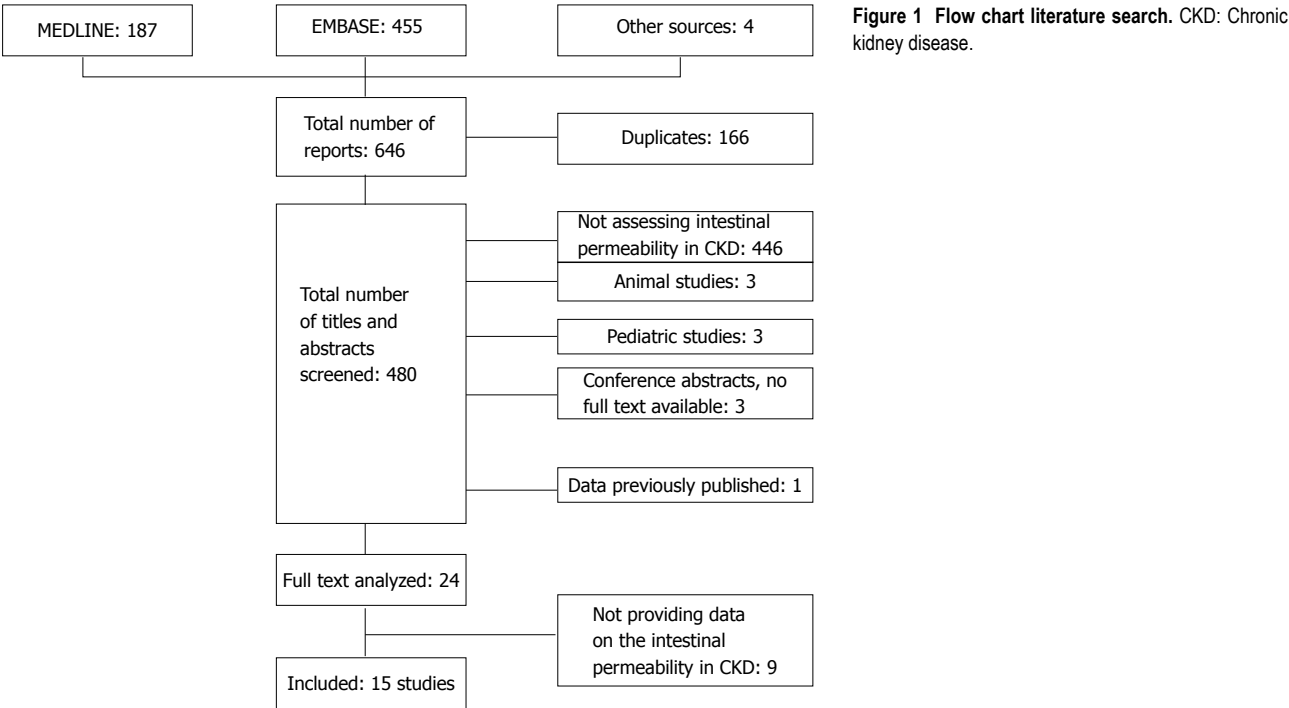 MEDLINE: 187
EMBASE: 455
Other sources: 4
Figure 1 Flow chart literature search. CKD: Chronic
kidney disease.
Total number of
reports: 646
Duplicates: 166
Total number
of titles and
abstracts
screened: 480
Not assessing intestinal
permeability in CKD: 446
Animal studies: 3
Pediatric studies: 3
Conference abstracts, no
full text available: 3
Data previously published: 1
Full text analyzed: 24
Not providing data
on the intestinal
permeability in CKD: 9
Included: 15 studies